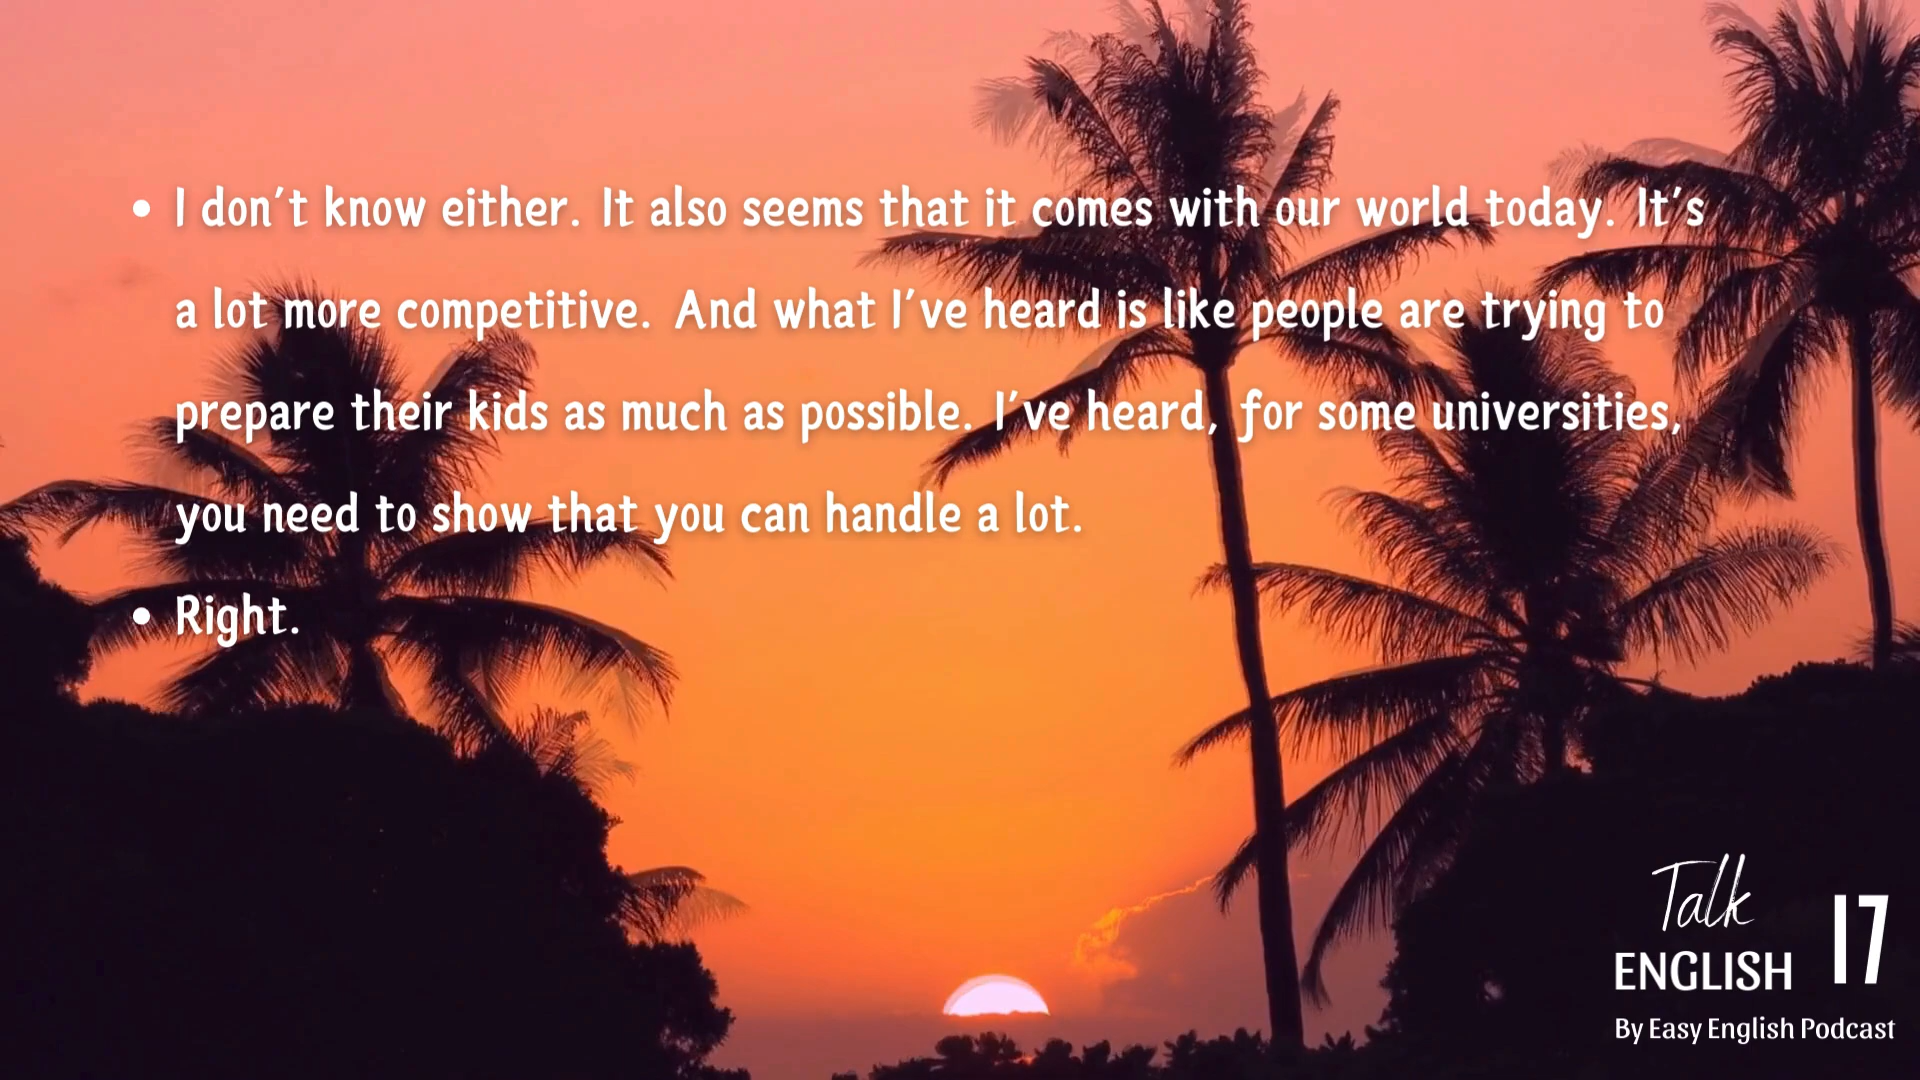 • I don't know either. It also seems that it comes with our world today. It's
a lot more competitive. And what I've heard is like people are trying to
prepare their kids as much as possible. I've heard, for some universities,
you need to show that you can handle a lot.
• Right.
Talk
ENGLISH
17
By Easy English Podcast